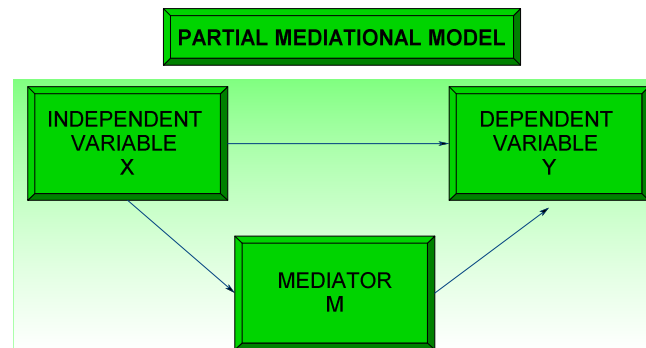 PARTIAL MEDIATIONAL MODEL
INDEPENDENT
VARIABLE
X
DEPENDENT
VARIABLE
Y
MEDIATOR
M